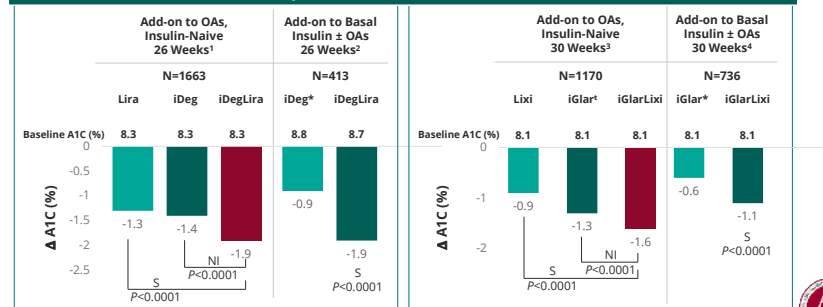 Add-on to OAs,
Insulin-Naive
26 Weeks¹
N=1663
Lira iDeg iDegLira
Baseline A1C (%) 8.3 8.3 8.3
Add-on to Basal
Insulin ± OAs
26 Weeks²
N=413
iDeg* iDegLira
8.8 8.7
Δ A1C (%)
0
-0.5
-1
-1.5
-2
-2.5
-1.3
-1.4
-1.9
-0.9
-1.9
NI
P<0.0001
S
P<0.0001
S
P<0.0001
Add-on to OAs,
Insulin-Naive
30 Weeks³
N=1170
Lixi iGlarᵗ iGlarLixi
Baseline A1C (%) 8.1 8.1 8.1
Add-on to Basal
Insulin ± OAs
30 Weeks⁴
N=736
iGlar* iGlarLixi
8.1 8.1
Δ A1C (%)
0
-1
-2
-0.9
-1.3
-1.6
-0.6
-1.1
NI
P<0.0001
S
P<0.0001
S
P<0.0001